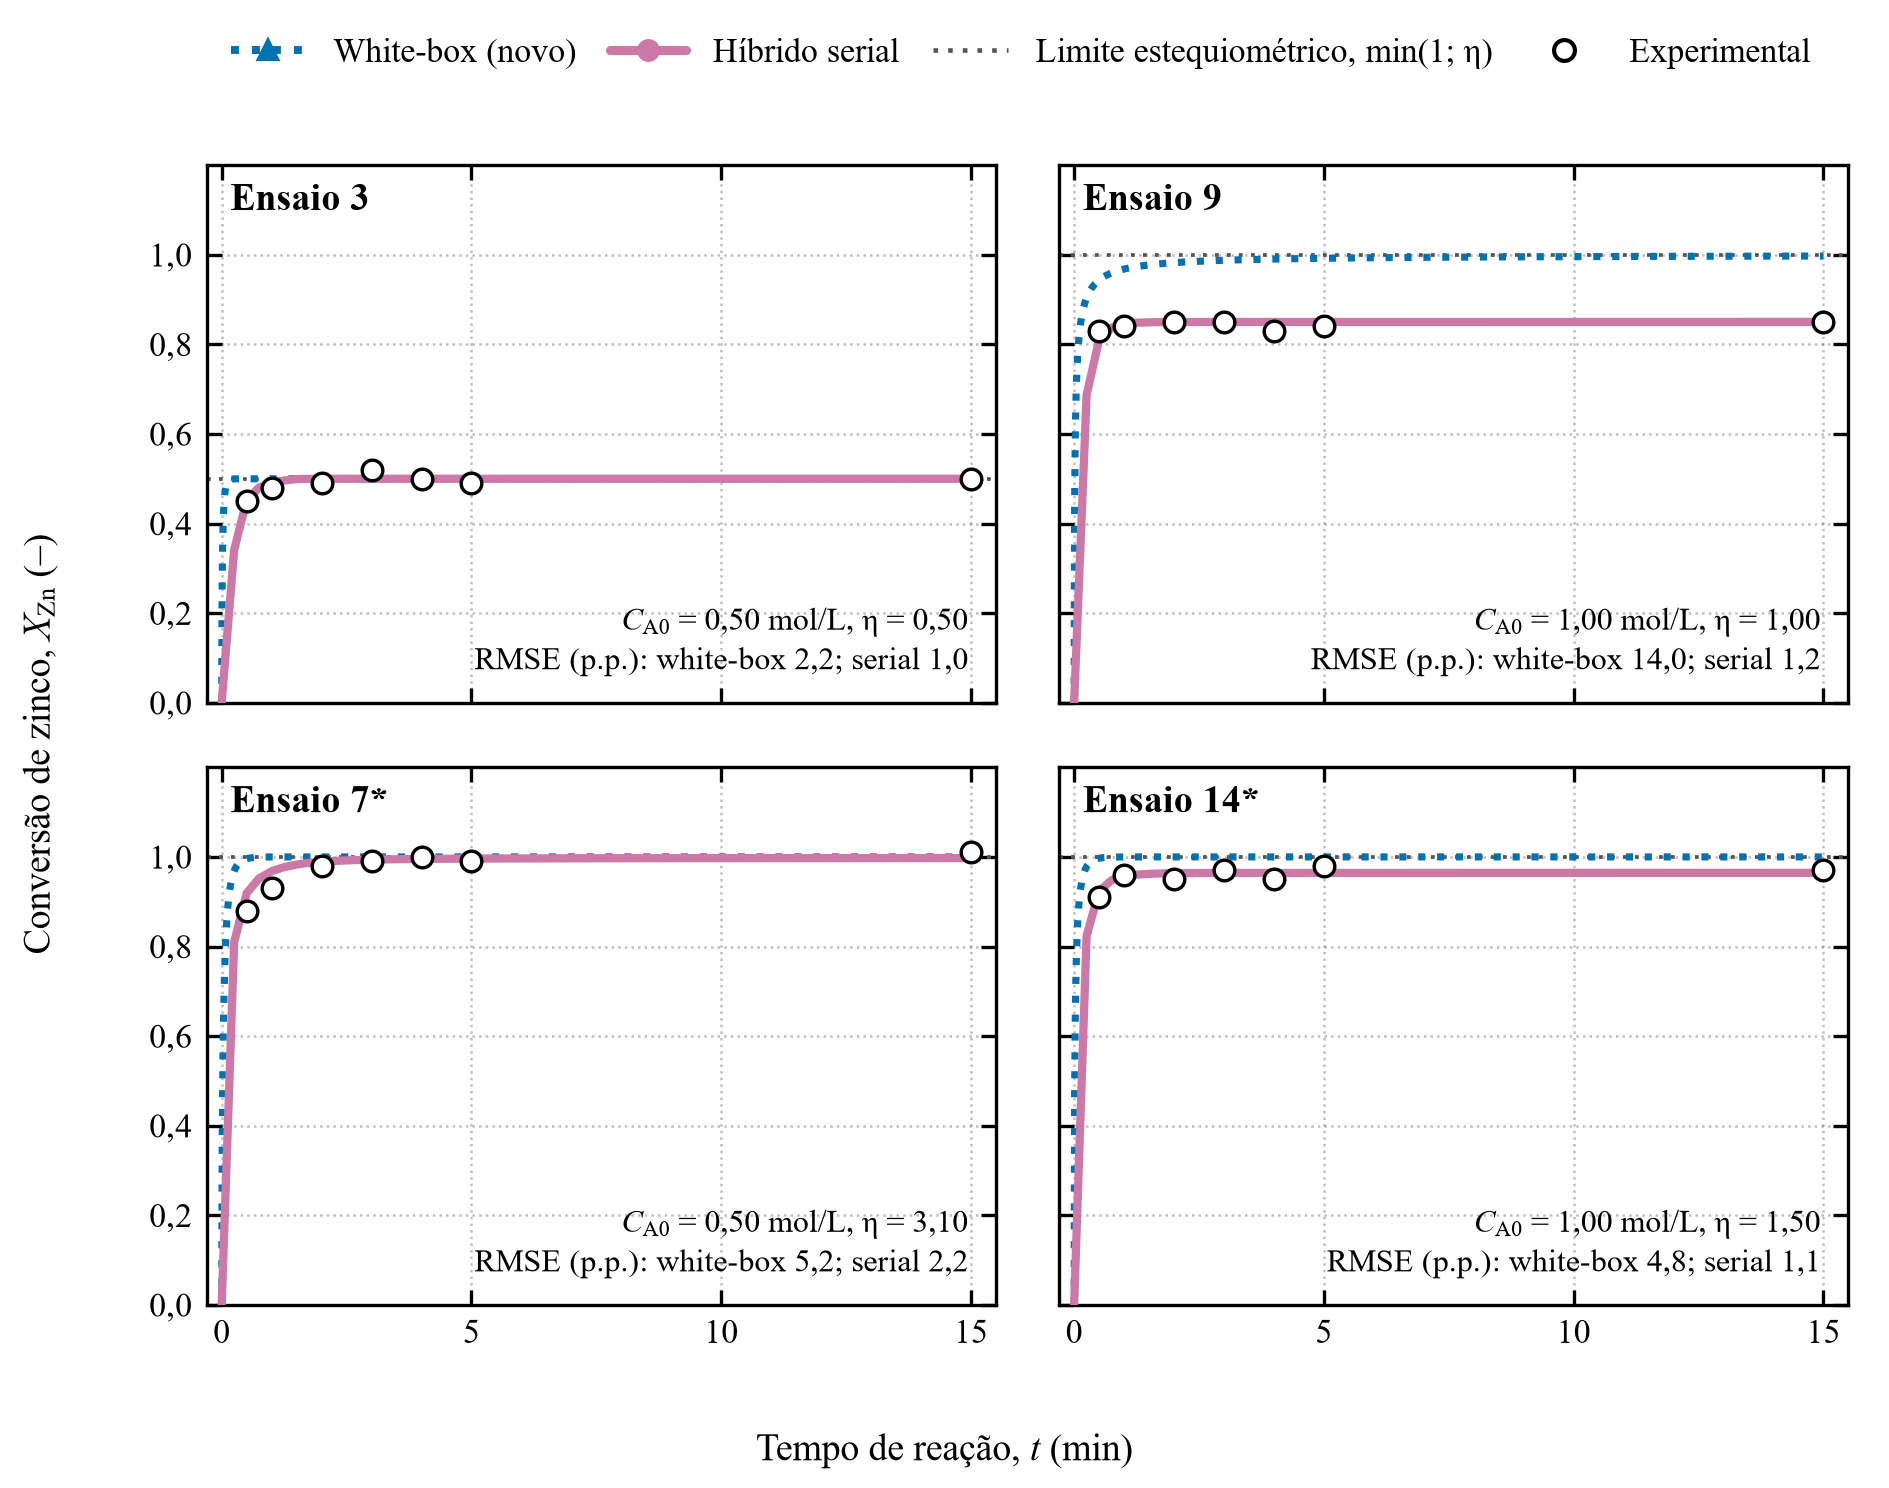 White-box (novo) Híbrido serial Limite estequiométrico, min(1; η) Experimental
Conversão de zinco, XZn (−)
Ensaio 3
1,0
0,8
0,6
0,4
0,2
0,0
CA0 = 0,50 mol/L, η = 0,50
RMSE (p.p.): white-box 2,2; serial 1,0
Ensaio 9
CA0 = 1,00 mol/L, η = 1,00
RMSE (p.p.): white-box 14,0; serial 1,2
Ensaio 7*
1,0
0,8
0,6
0,4
0,2
0,0
CA0 = 0,50 mol/L, η = 3,10
RMSE (p.p.): white-box 5,2; serial 2,2
0 5 10 15
Ensaio 14*
CA0 = 1,00 mol/L, η = 1,50
RMSE (p.p.): white-box 4,8; serial 1,1
0 5 10 15
Tempo de reação, t (min)